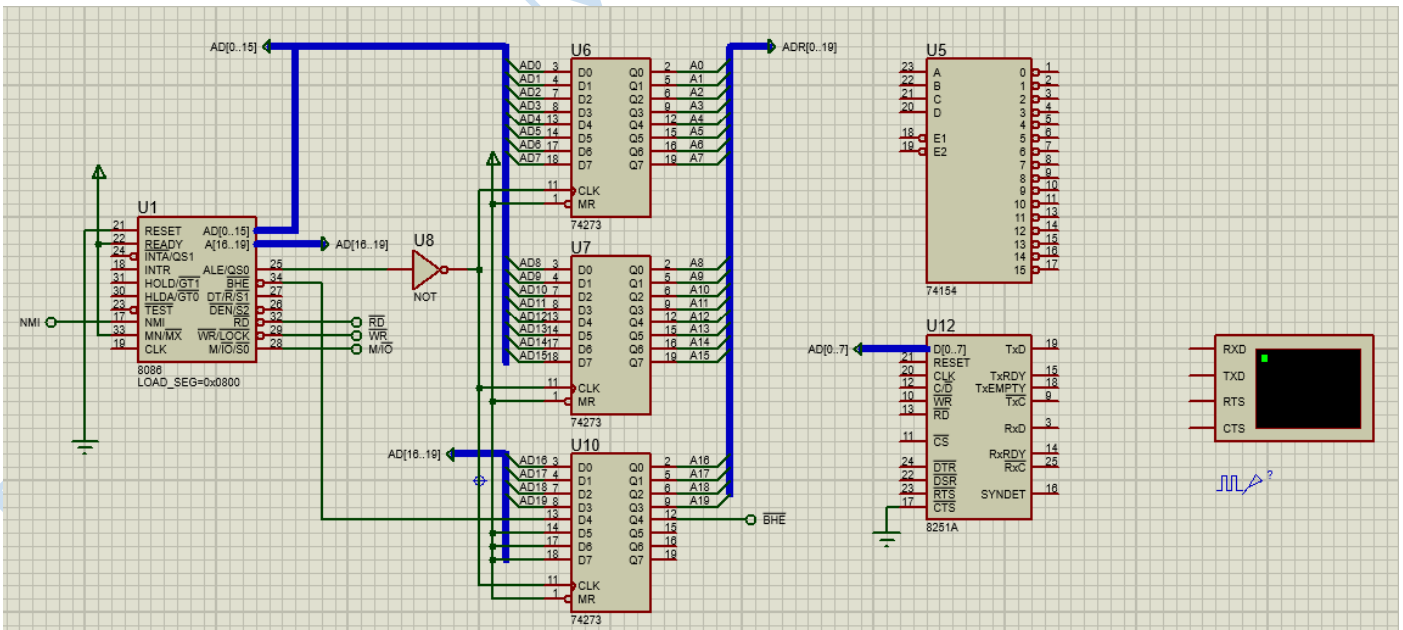 AD[0..15]
ADR[0..19]
U6
AD0 3 D0 Q0 2 A0
AD1 4 D1 Q1 5 A1
AD2 7 D2 Q2 6 A2
AD3 8 D3 Q3 9 A3
AD4 13 D4 Q4 12 A4
AD5 14 D5 Q5 15 A5
AD6 17 D6 Q6 16 A6
AD7 18 D7 Q7 19 A7
11 CLK
1 MR
74273
U5
23 A 0 1
22 B 1 2
21 C 2 3
20 D 3 4
4 5
18 E1 5 6
19 E2 6 7
7 8
8 9
9 10
10 11
11 13
12 14
13 15
14 16
15 17
74154
U1
21 RESET AD[0..15]
22 READY A[16..19] AD[16..19]
24 INTA/QS1
18 INTR ALE/QS0 25
31 HOLD/GT1 BHE 34
30 HLDA/GT0 DT/R/S1 27
23 TEST DEN/S2 26
NMI 17 NMI RD 32 RD
33 MN/MX WR/LOCK 29 WR
19 CLK M/IO/S0 28 M/IO
8086
LOAD_SEG=0x0800
U8
NOT
U7
AD8 3 D0 Q0 2 A8
AD9 4 D1 Q1 5 A9
AD10 7 D2 Q2 6 A10
AD11 8 D3 Q3 9 A11
AD12 13 D4 Q4 12 A12
AD13 14 D5 Q5 15 A13
AD14 17 D6 Q6 16 A14
AD15 18 D7 Q7 19 A15
11 CLK
1 MR
74273
U12
AD[0..7] D[0..7] TxD 19
21 RESET
20 CLK TxRDY 15
12 C/D TxEMPTY 18
10 WR TxC 9
13 RD
RxD 3
11 CS
RxRDY 14
24 DTR RxC 25
22 DSR
23 RTS SYNDET 16
17 CTS
8251A
RXD
TXD
RTS
CTS
?
U10
AD[16..19]
AD16 3 D0 Q0 2 A16
AD17 4 D1 Q1 5 A17
AD18 7 D2 Q2 6 A18
AD19 8 D3 Q3 9 A19
13 D4 Q4 12 BHE
14 D5 Q5 15
17 D6 Q6 16
18 D7 Q7 19
11 CLK
1 MR
74273